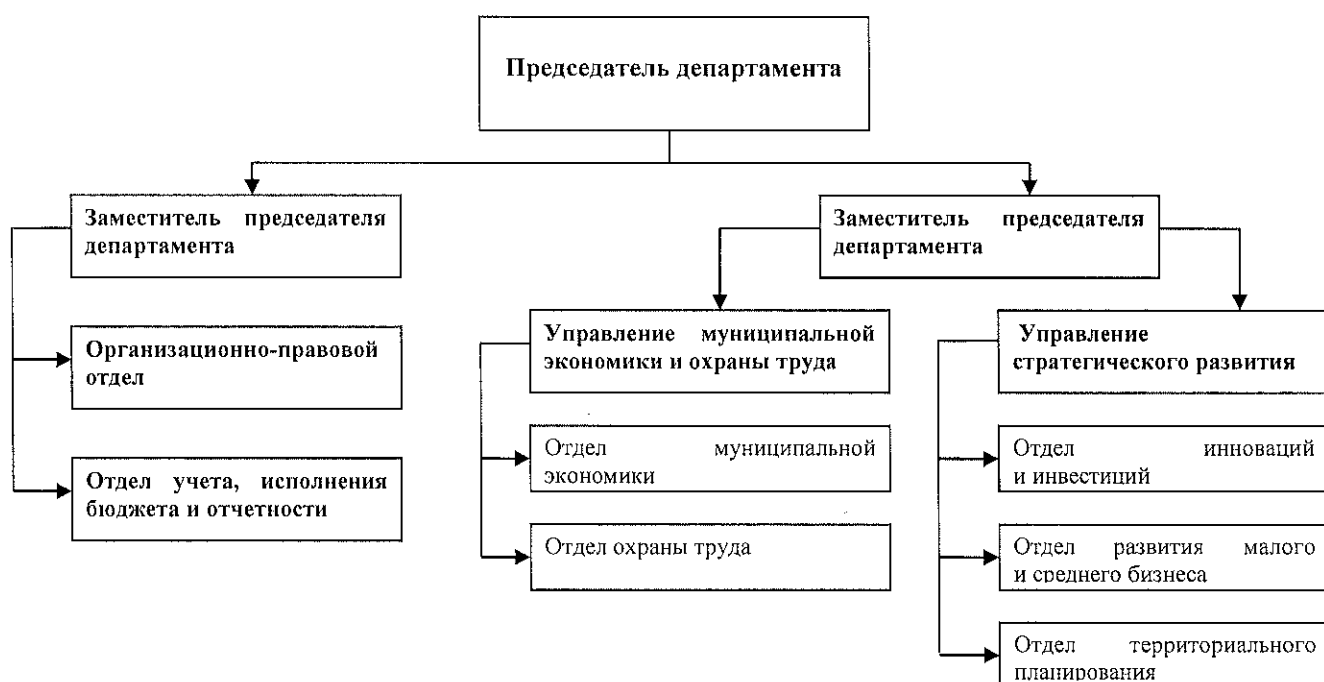 Председатель департамента
Заместитель председателя
департамента
Организационно-правовой
отдел
Отдел учета, исполнения
бюджета и отчетности
Заместитель председателя
департамента
Управление муниципальной
экономики и охраны труда
Отдел муниципальной
экономики
Отдел охраны труда
Управление
стратегического развития
Отдел инноваций
и инвестиций
Отдел развития малого
и среднего бизнеса
Отдел территориального
планирования